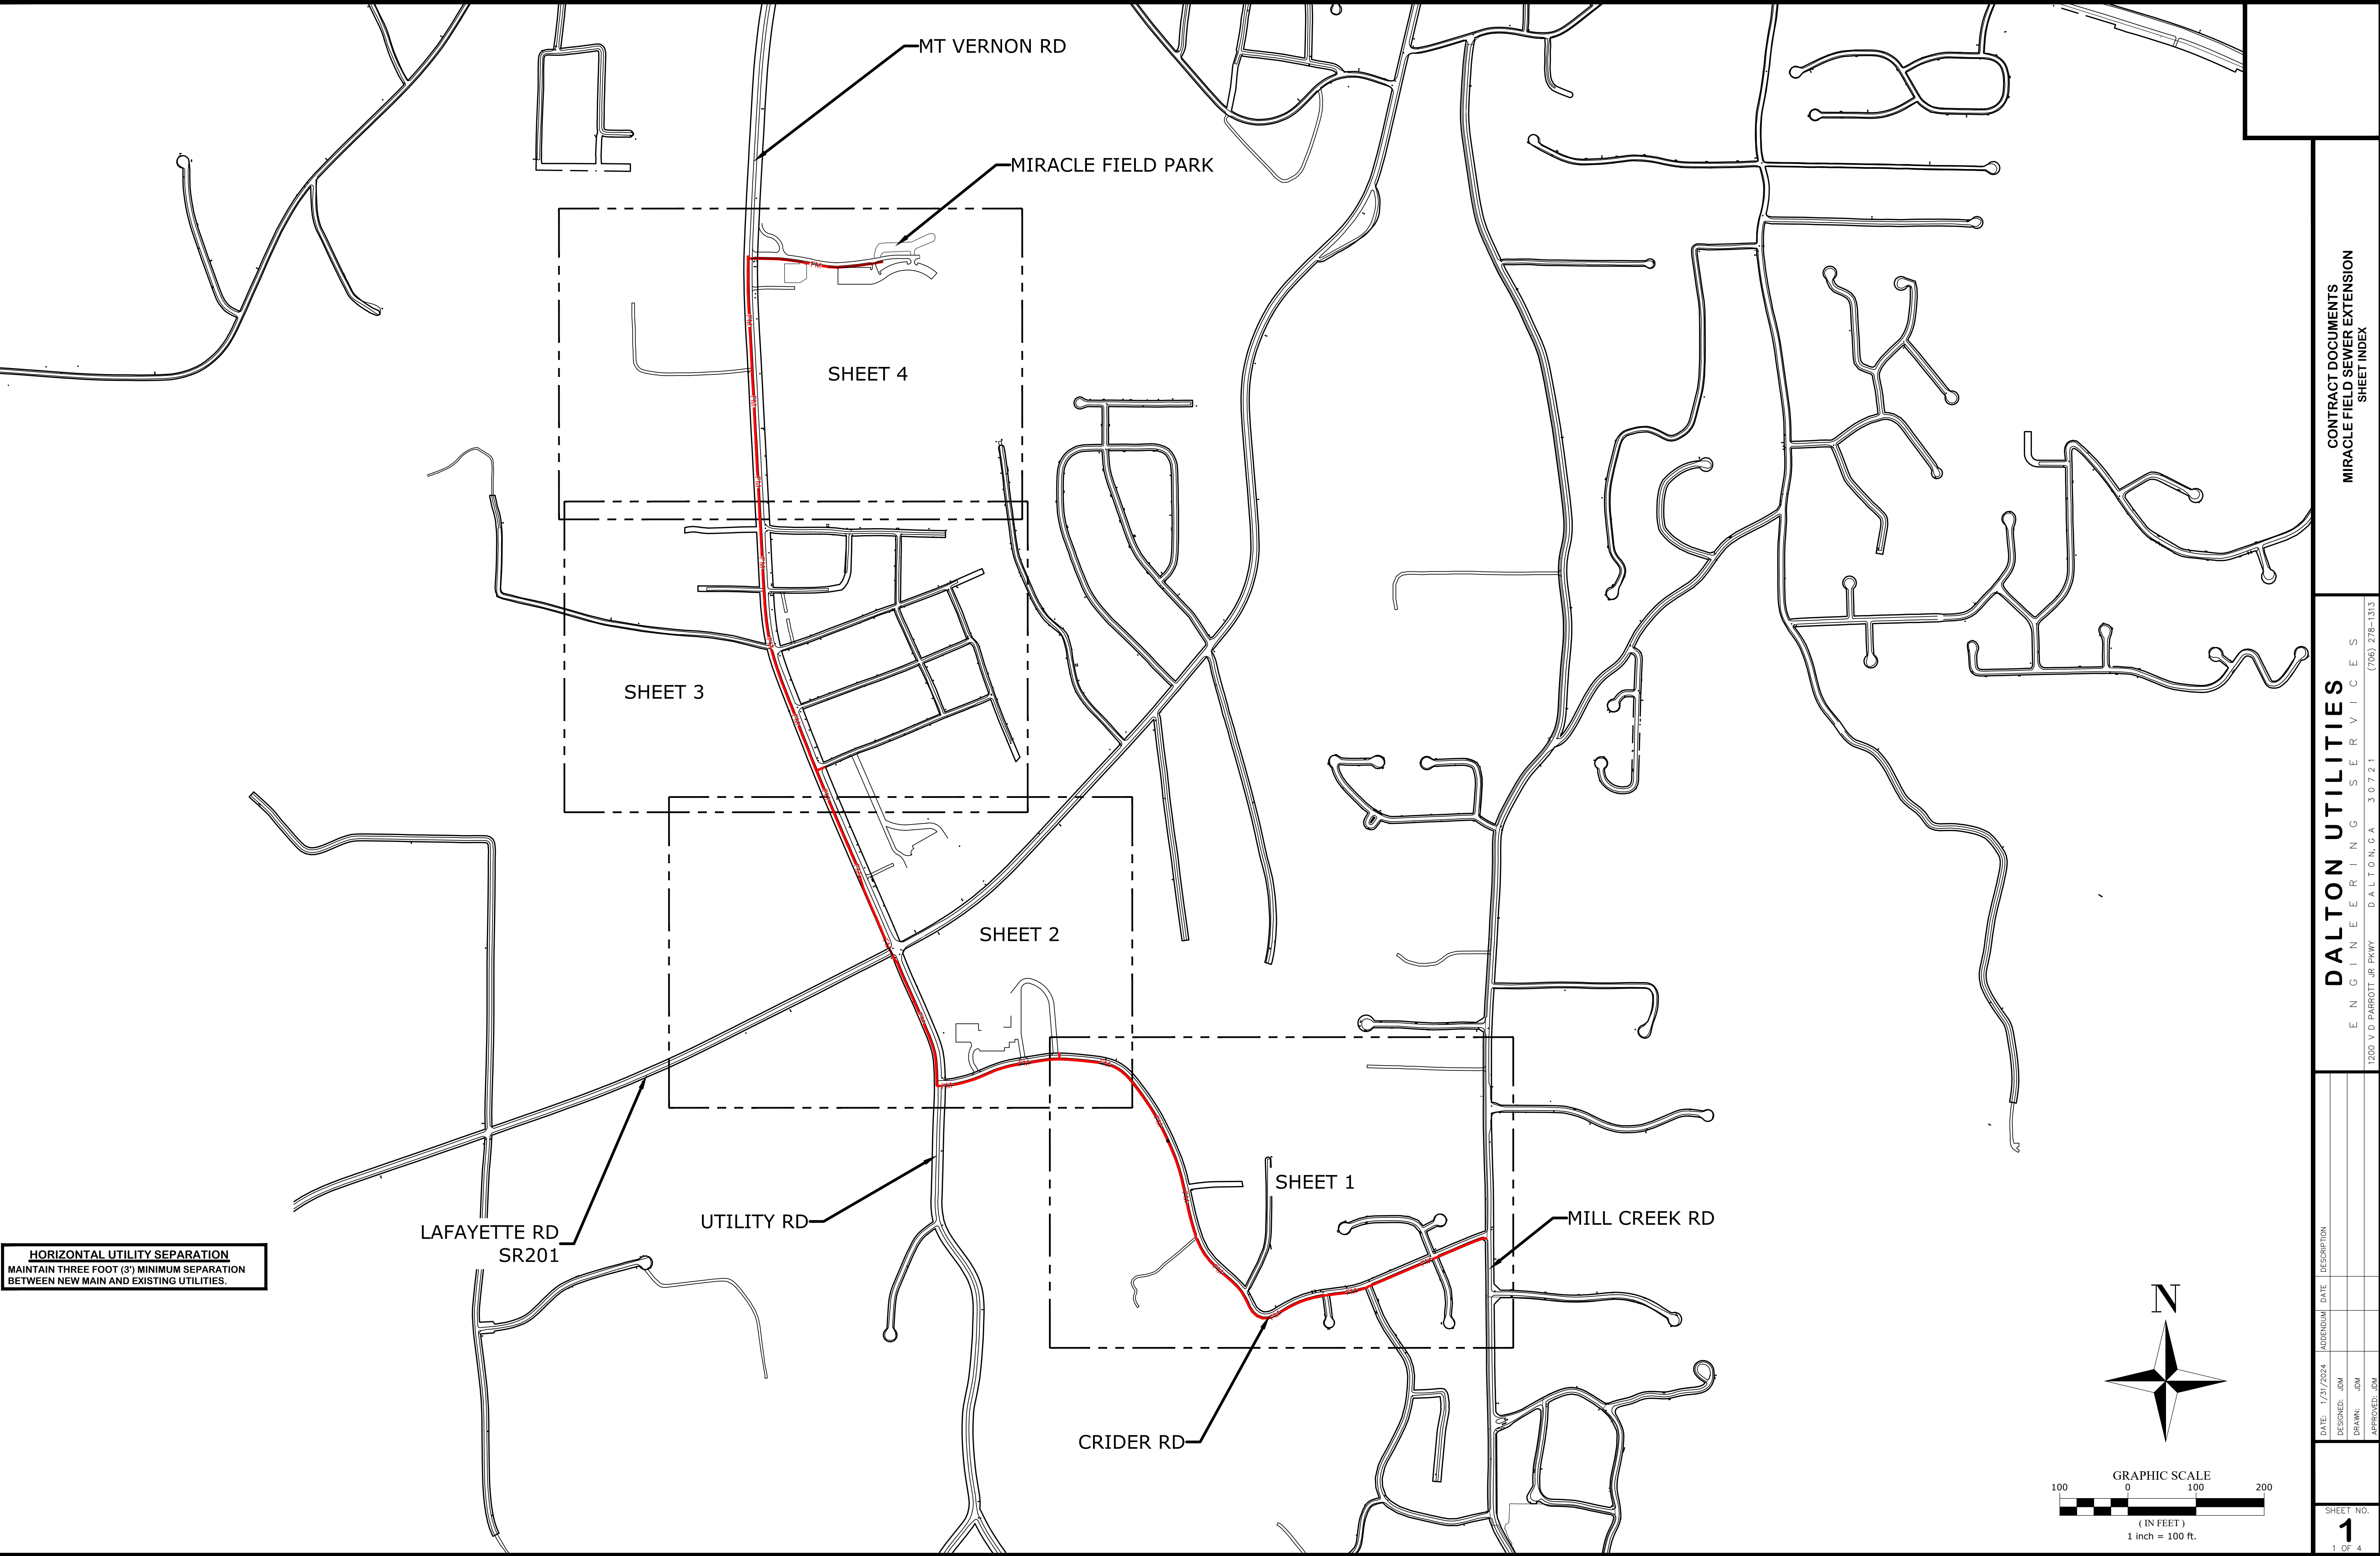 MT VERNON RD
MIRACLE FIELD PARK
SHEET 4
SHEET 3
SHEET 2
SHEET 1
LAFAYETTE RD
SR201
UTILITY RD
MILL CREEK RD
CRIDER RD
HORIZONTAL UTILITY SEPARATION
MAINTAIN THREE FOOT (3') MINIMUM SEPARATION
BETWEEN NEW MAIN AND EXISTING UTILITIES.
N
GRAPHIC SCALE
100 0 100 200
( IN FEET )
1 inch = 100 ft.
CONTRACT DOCUMENTS
MIRACLE FIELD SEWER EXTENSION
SHEET INDEX
DALTON UTILITIES
ENGINEERING SERVICES
1200 V D PARROTT JR PKWY DALTON, GA 30721 (706) 278-1313
DATE: 1/31/2024 ADDENDUM DATE DESCRIPTION
DESIGNED: JDM
DRAWN: JDM
APPROVED: JDM
SHEET NO.
1
1 OF 4